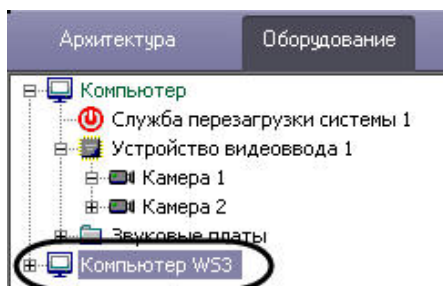 Архитектура
Оборудование
Компьютер
Служба перезагрузки системы 1
Устройство видеоввода 1
Камера 1
Камера 2
Звуковые платы
Компьютер WS3